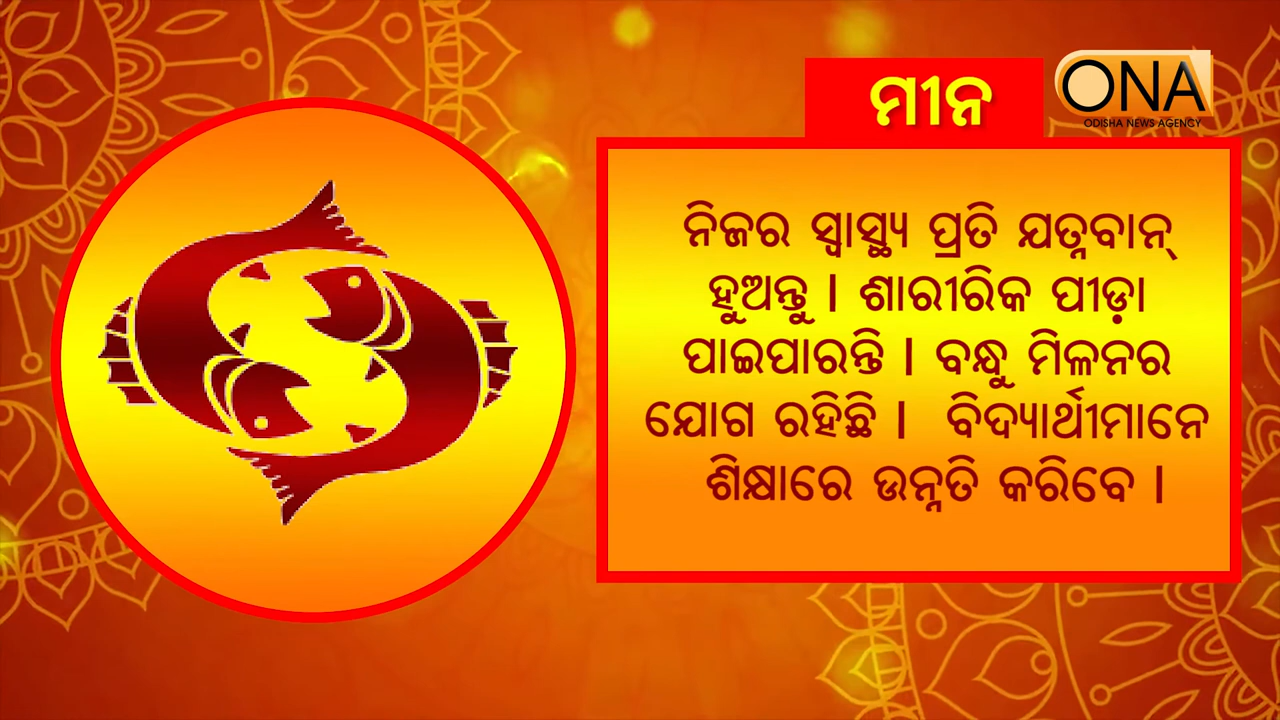 ମୀନ
ONA
ODISHA NEWS AGENCY
ନିଜର ସ୍ୱାସ୍ଥ୍ୟ ପ୍ରତି ଯତ୍ନବାନ୍
ହୁଅନ୍ତୁ | ଶାରୀରିକ ପୀଡ଼ା
ପାଇପାରନ୍ତି | ବନ୍ଧୁ ମିଳନର
ଯୋଗ ରହିଛି | ବିଦ୍ୟାର୍ଥୀମାନେ
ଶିକ୍ଷାରେ ଉନ୍ନତି କରିବେ |